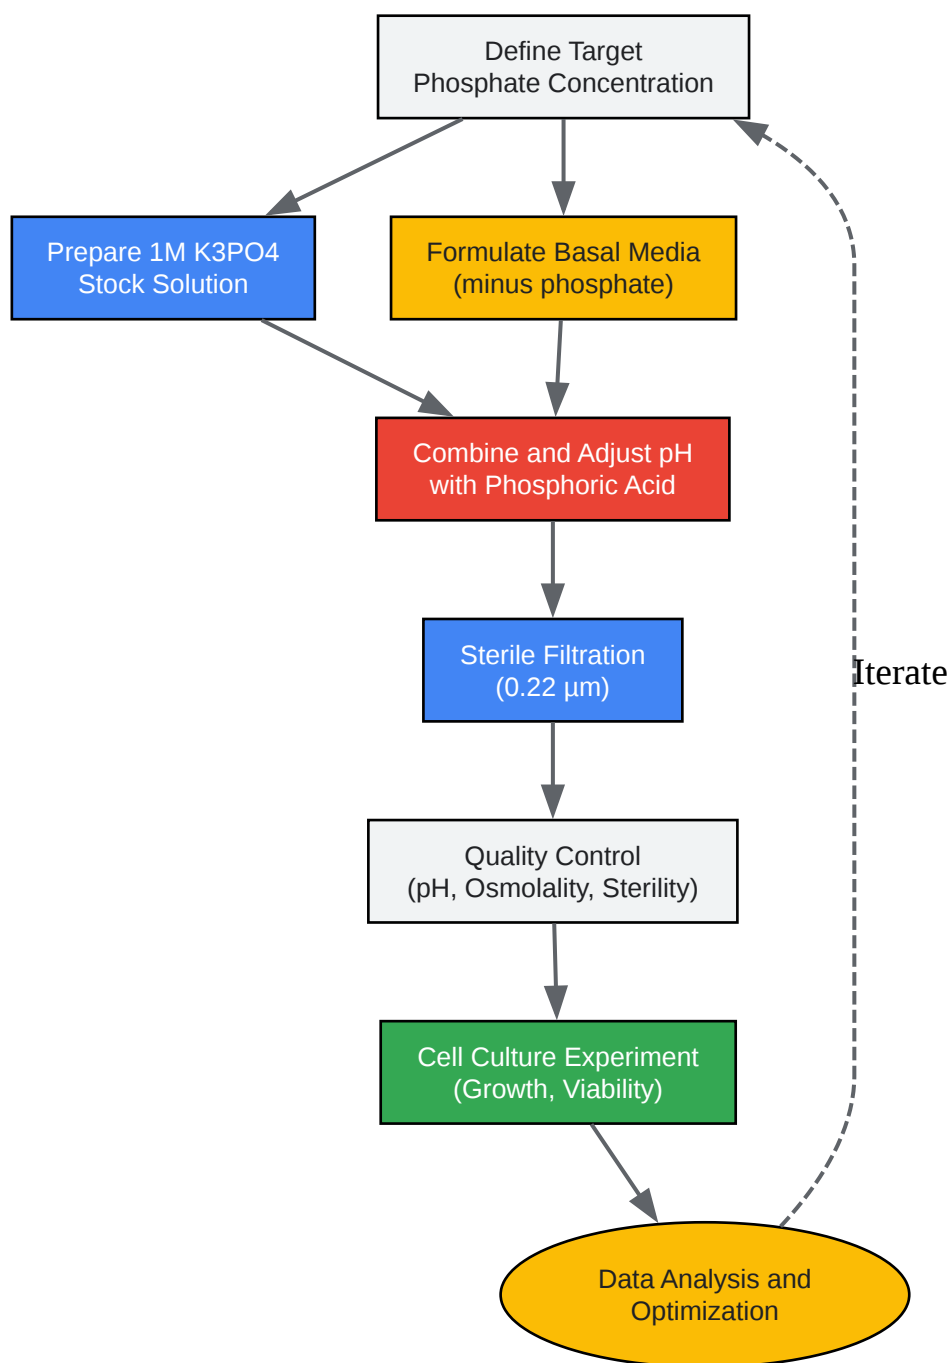 Define Target
Phosphate Concentration
Prepare 1M K3PO4
Stock Solution
Formulate Basal Media
(minus phosphate)
Combine and Adjust pH
with Phosphoric Acid
Sterile Filtration
(0.22 µm)
Iterate
Quality Control
(pH, Osmolality, Sterility)
Cell Culture Experiment
(Growth, Viability)
Data Analysis and
Optimization